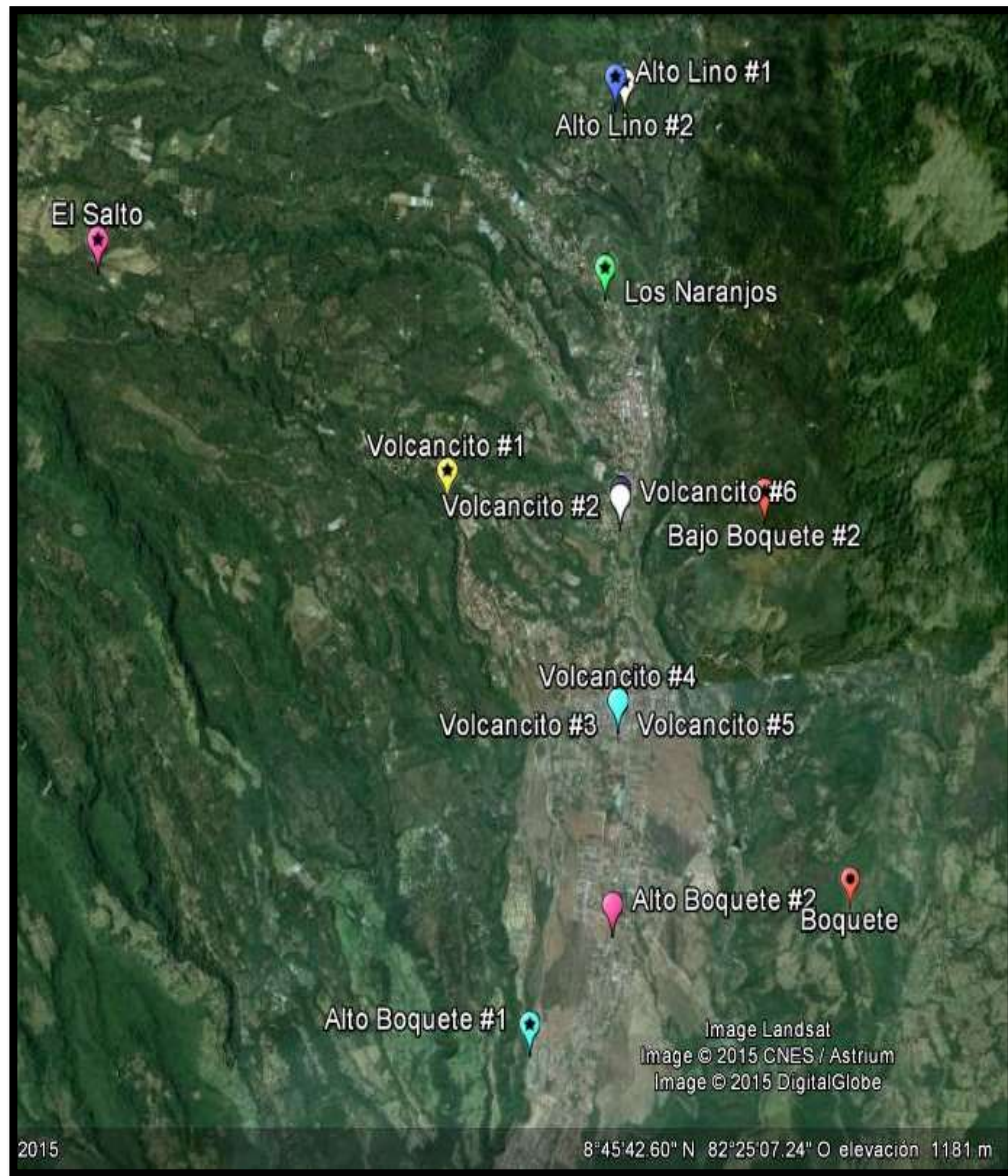 Alto Lino #1
Alto Lino #2
El Salto
Los Naranjos
Volcancito #1
Volcancito #2
Volcancito #6
Bajo Boquete #2
Volcancito #4
Volcancito #3
Volcancito #5
Alto Boquete #2
Boquete
Alto Boquete #1
Image Landsat
Image © 2015 CNES / Astrium
Image © 2015 DigitalGlobe
2015
8°45'42.60" N 82°25'07.24" O elevación 1181 m